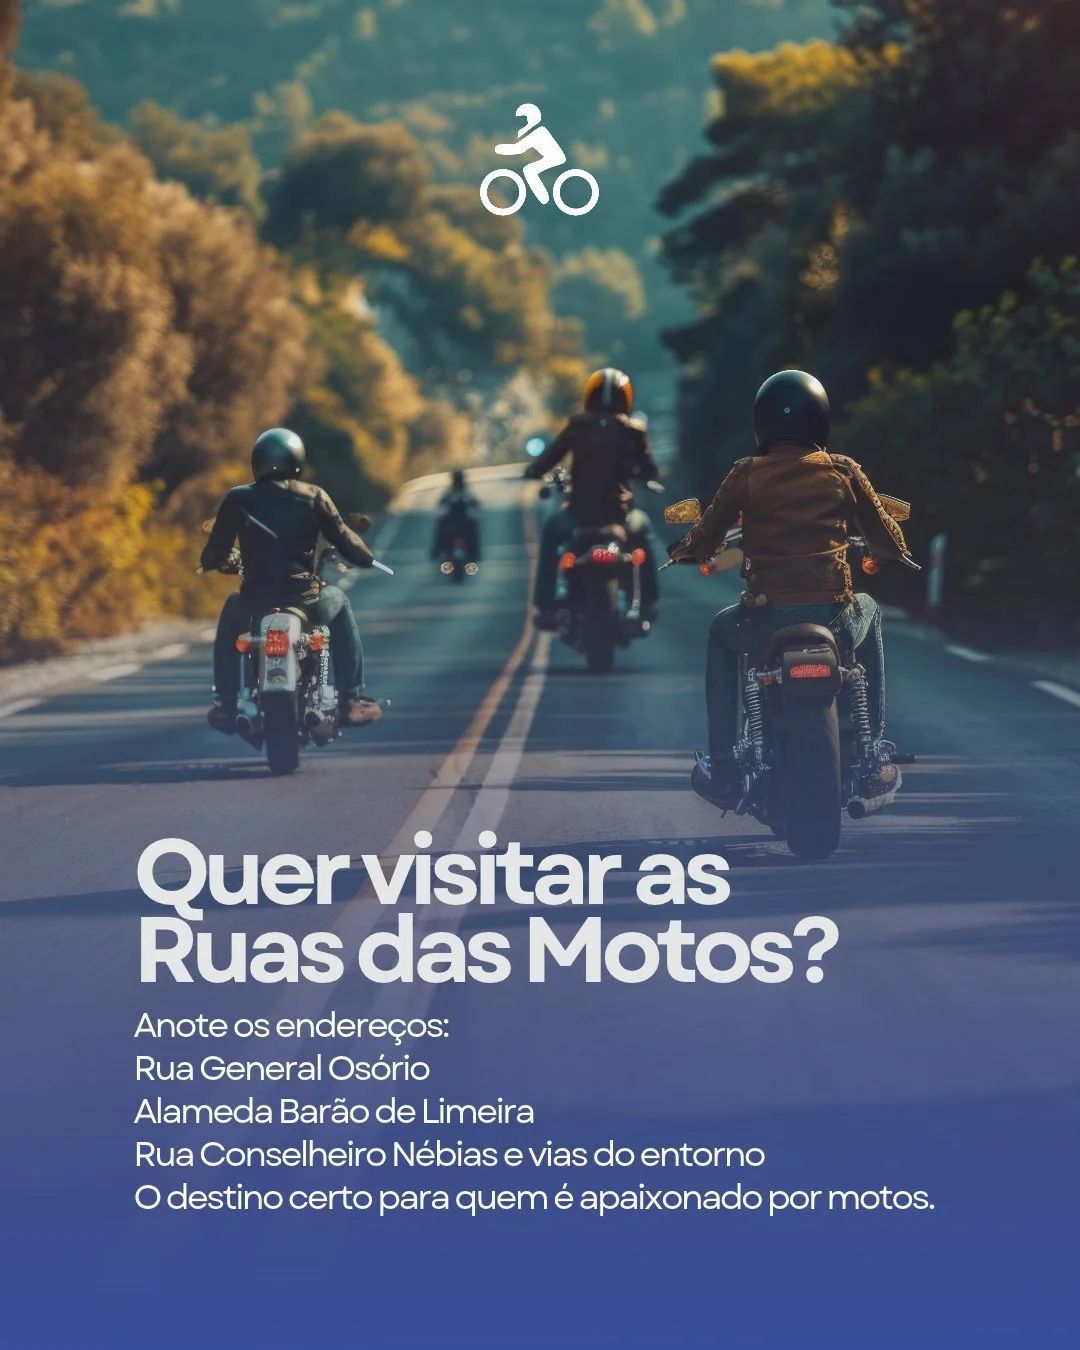 Quer visitar as
Ruas das Motos?
Anote os endereços:
Rua General Osório
Alameda Barão de Limeira
Rua Conselheiro Nébias e vias do entorno
O destino certo para quem é apaixonado por motos.